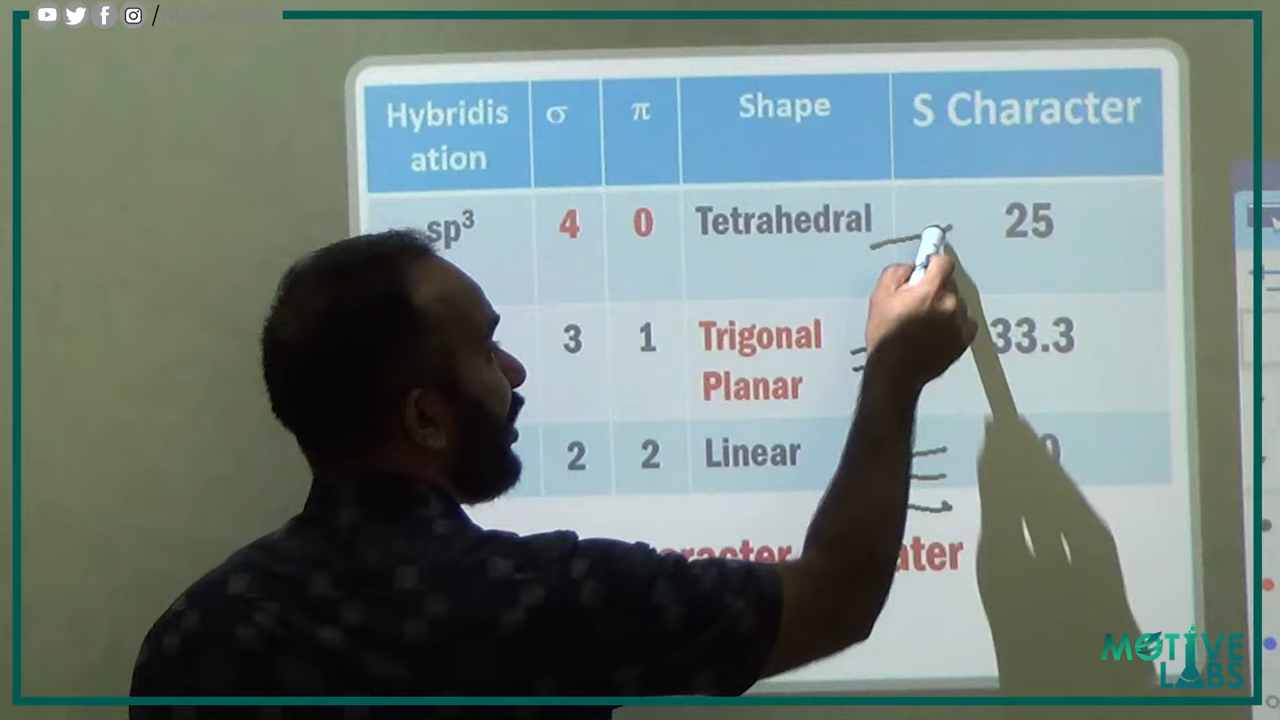 /
Hybridis
ation
σ
π
Shape
S Character
sp³
4
0
Tetrahedral
25
3
1
Trigonal
Planar
33.3
2
2
Linear
MOTIVE
LABS